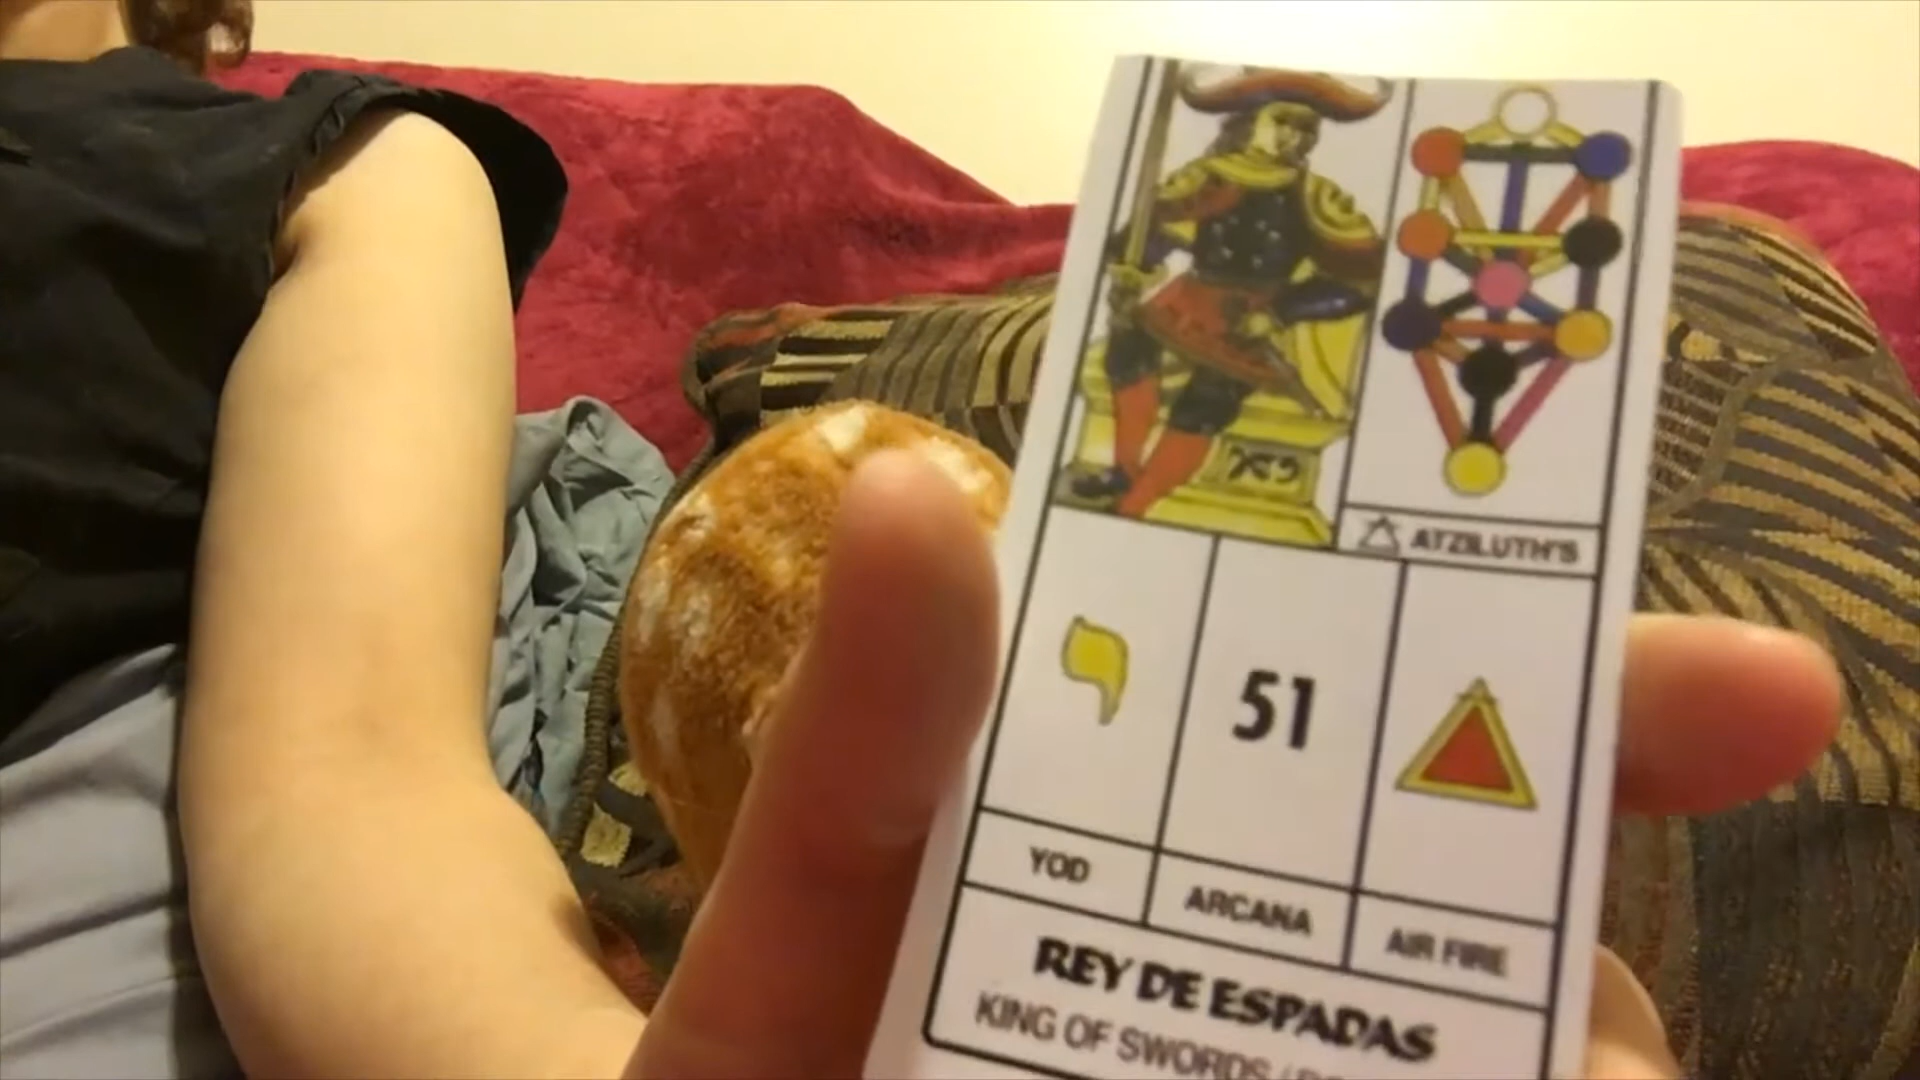 ATZILUTH'S
י
51
YOD
ARCANA
AIR FIRE
REY DE ESPADAS
KING OF SWORDS /